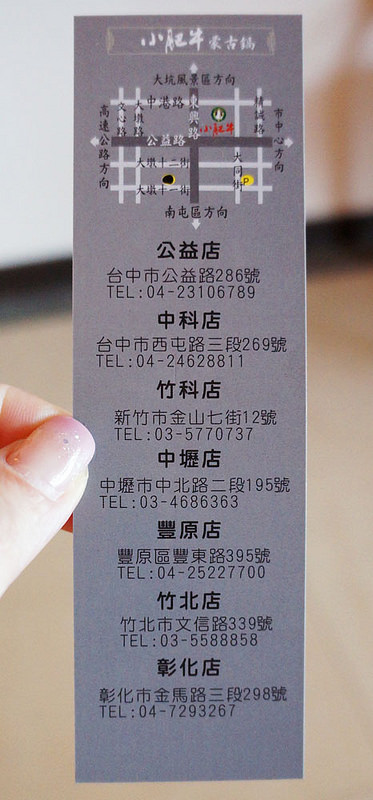 小肥牛蒙古鍋
大坑風景區方向
中港路
文心路
大墩路
東興路
精誠路
高速公路方向
市中心方向
小肥牛
公益路
大墩十二街
大同街
P
大墩十一街
南屯區方向
公益店
台中市公益路286號
TEL:04-23106789
中科店
台中市西屯路三段269號
TEL:04-24628811
竹科店
新竹市金山七街12號
TEL:03-5770737
中壢店
中壢市中北路二段195號
TEL:03-4686363
豐原店
豐原區豐東路395號
TEL:04-25227700
竹北店
竹北市文信路339號
TEL:03-5588858
彰化店
彰化市金馬路三段298號
TEL:04-7293267